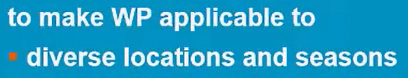 to make WP applicable to
▪ diverse locations and seasons